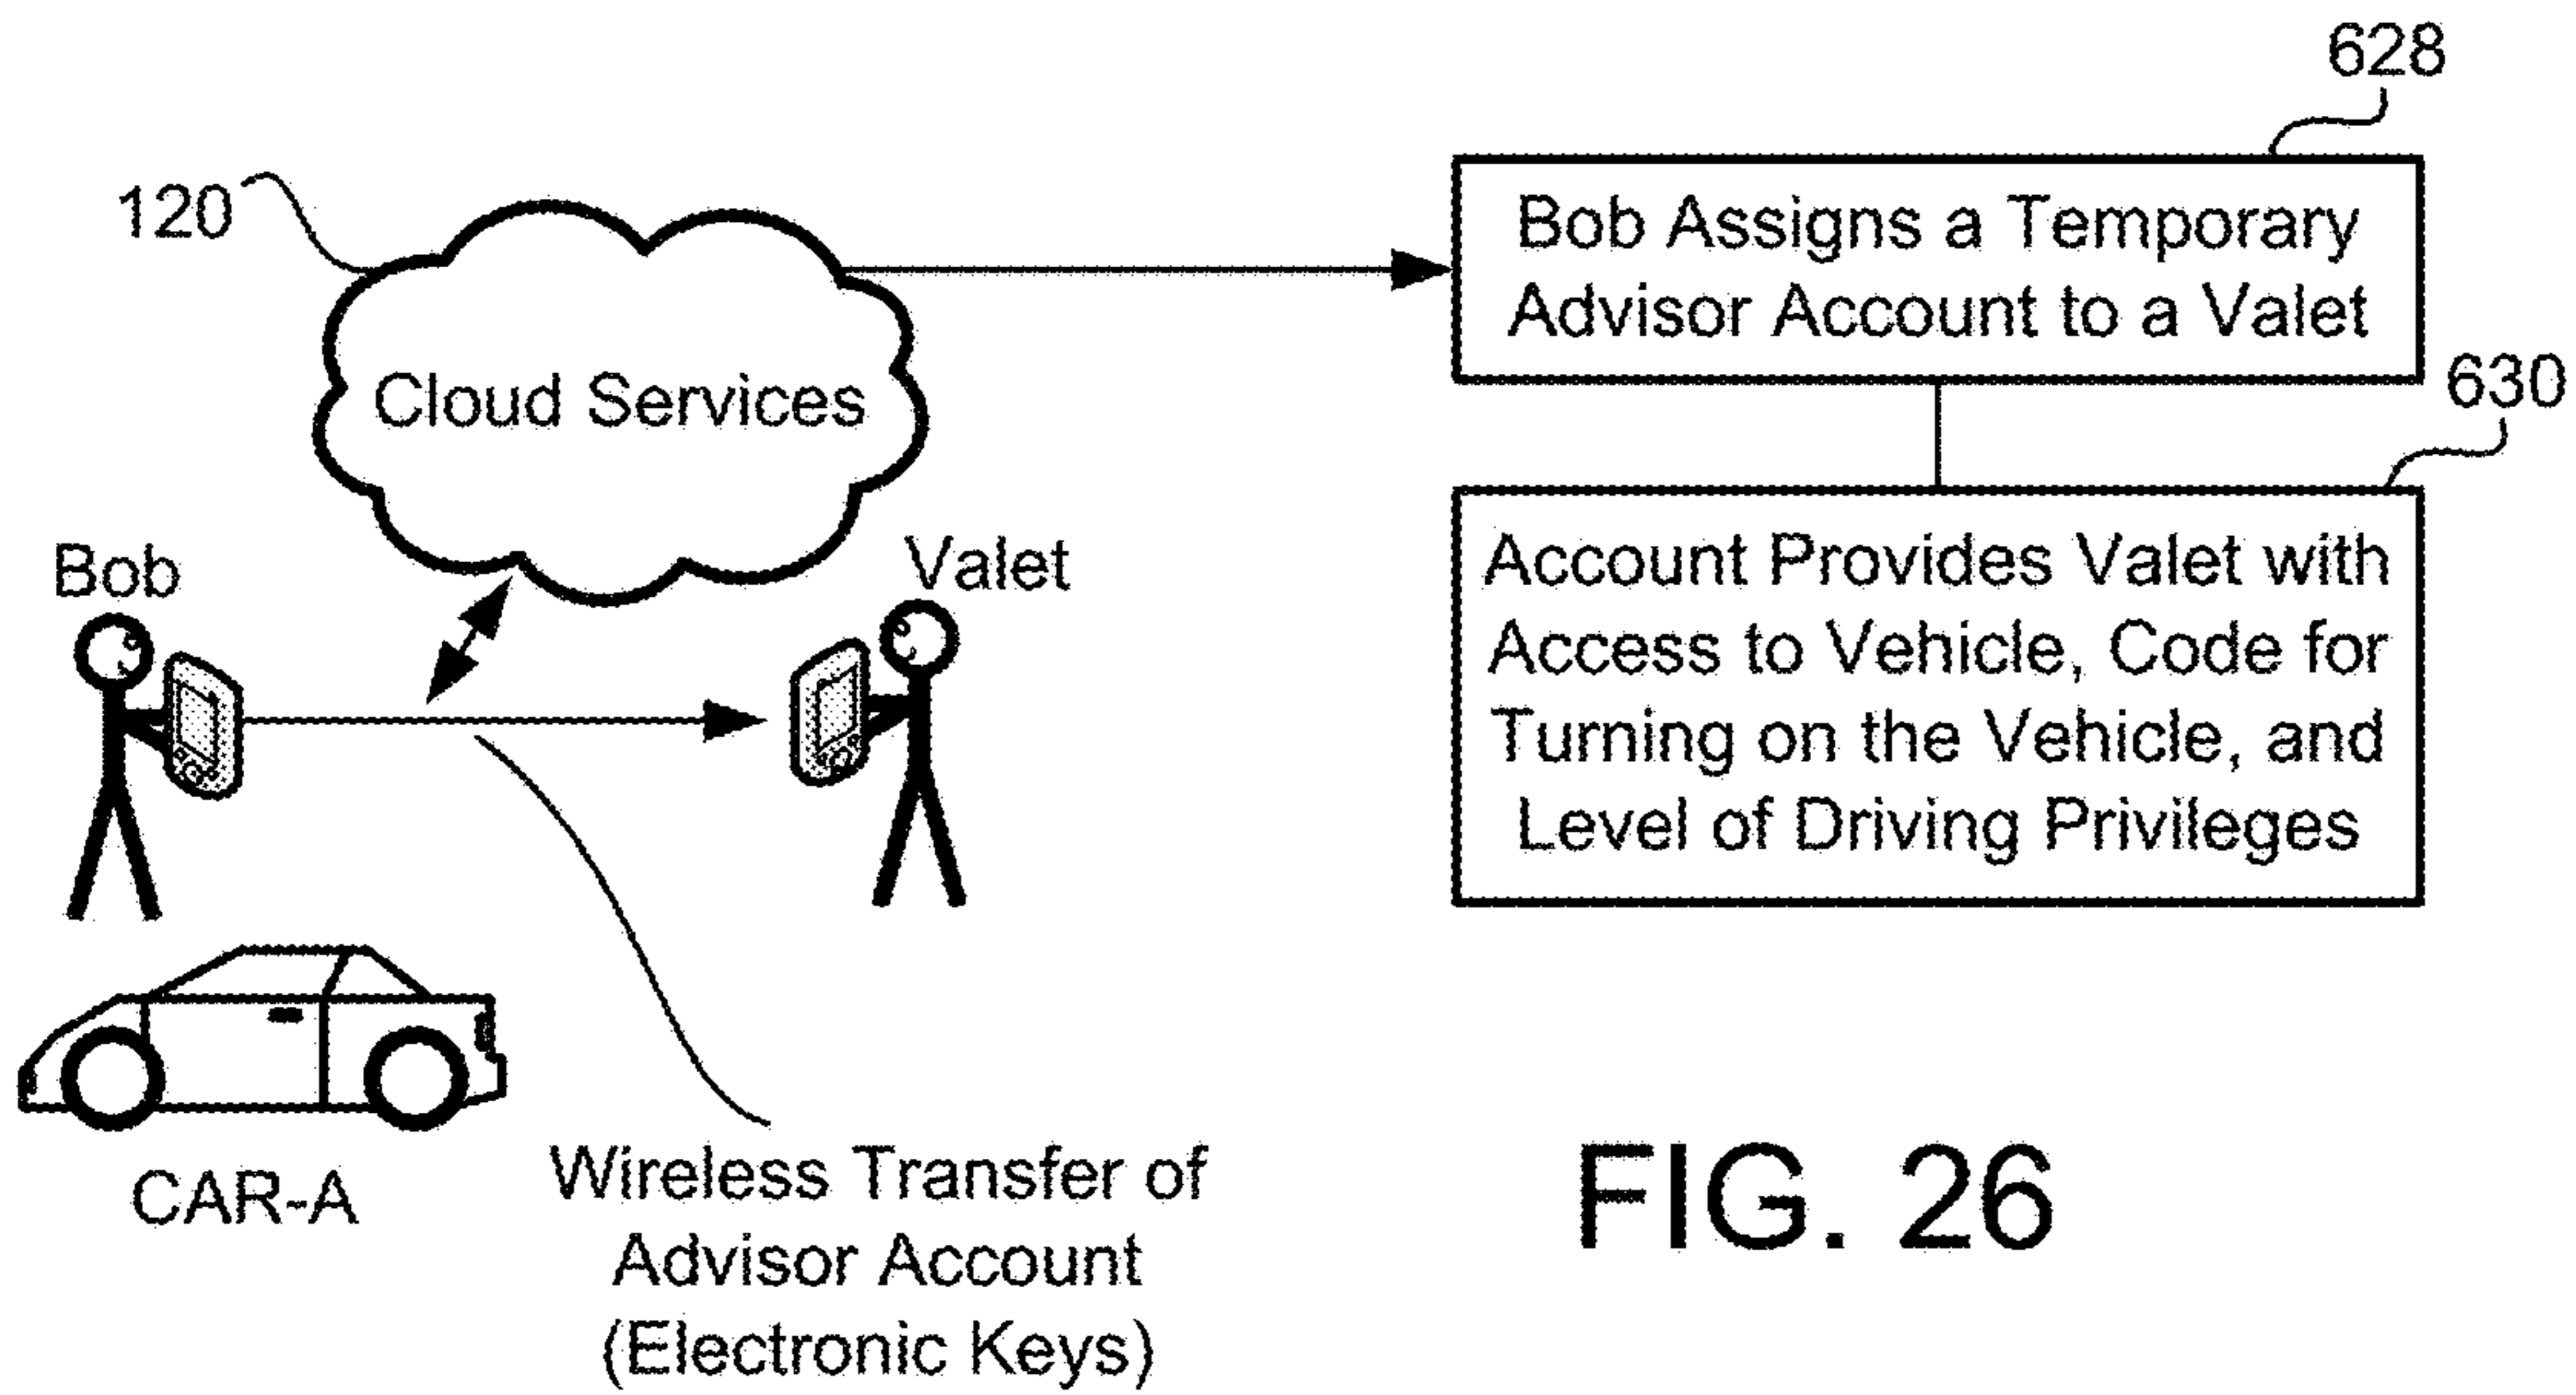 628
120
Bob Assigns a Temporary
Advisor Account to a Valet
Cloud Services
630
Bob
Valet
Account Provides Valet with
Access to Vehicle, Code for
Turning on the Vehicle, and
Level of Driving Privileges
CAR-A
Wireless Transfer of
Advisor Account
(Electronic Keys)
FIG. 26